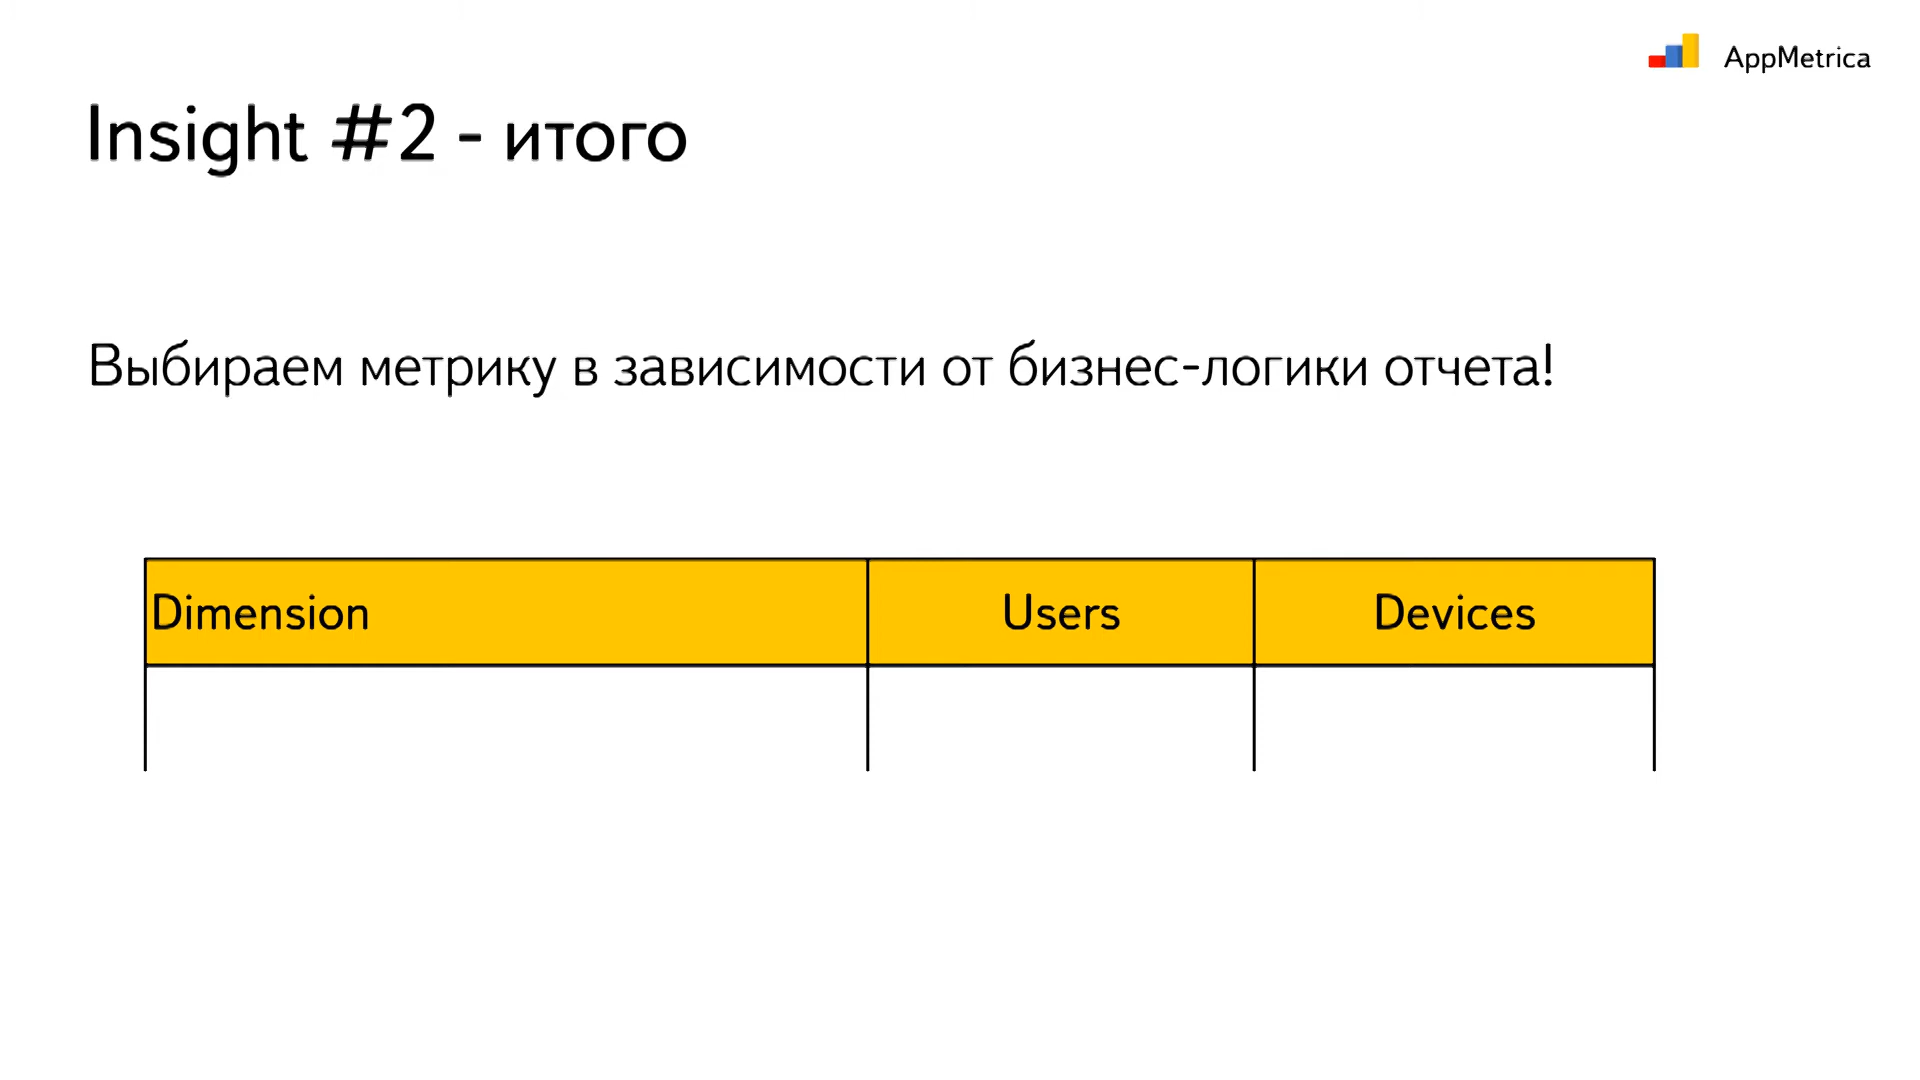 AppMetrica
Insight #2 - итого
Выбираем метрику в зависимости от бизнес-логики отчета!
Dimension Users Devices